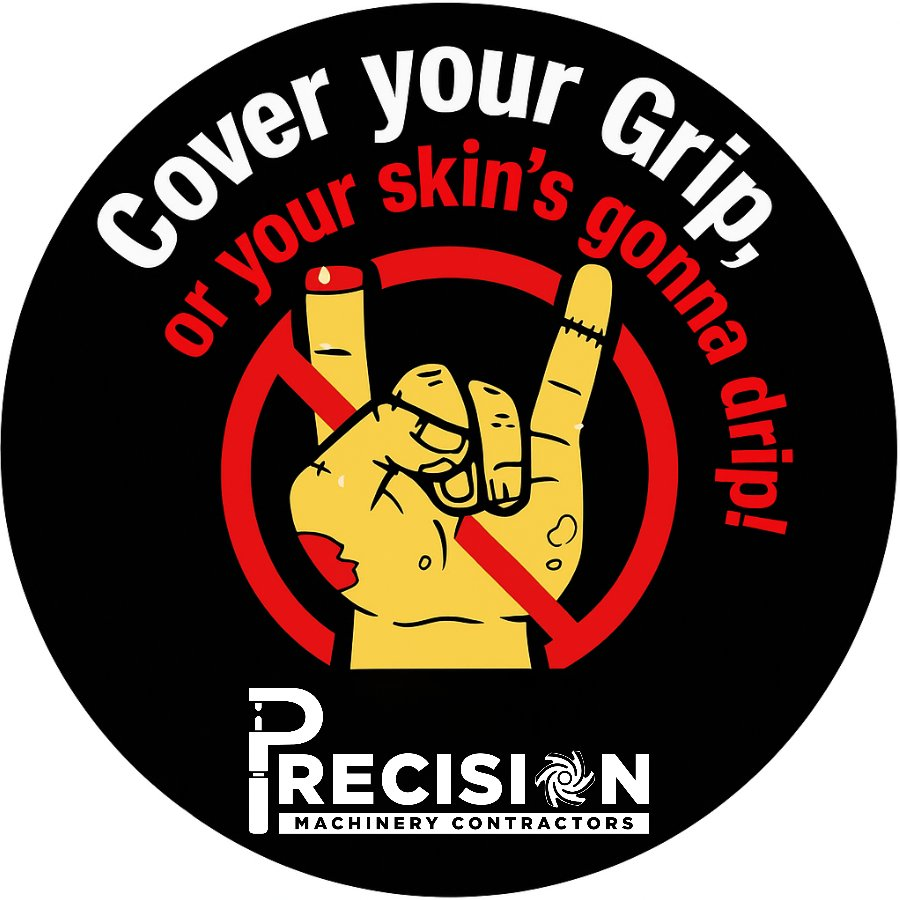 Cover your Grip,
or your skin's gonna drip!
PRECISION
MACHINERY CONTRACTORS